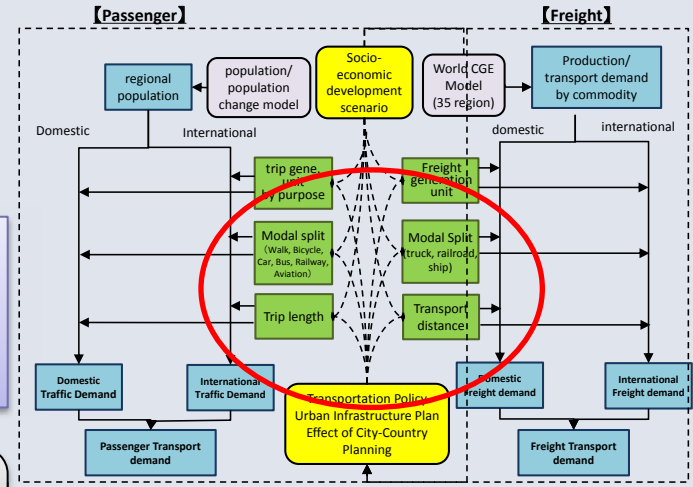 【Passenger】
【Freight】
Socio-
economic
development
scenario
regional
population
population/
population
change model
World CGE
Model
(35 region)
Production/
transport demand
by commodity
Domestic
International
domestic
international
trip gene,
unit
by purpose
Freight
generation
unit
Modal split
(Walk, Bicycle,
Car, Bus, Railway,
Aviation)
Modal Split
(truck, railroad,
ship)
Trip length
Transport
distance
Domestic
Traffic Demand
International
Traffic Demand
Transportation Policy
Urban Infrastructure Plan
Effect of City-Country
Planning
Domestic
Freight demand
International
Freight demand
Passenger Transport
demand
Freight Transport
demand